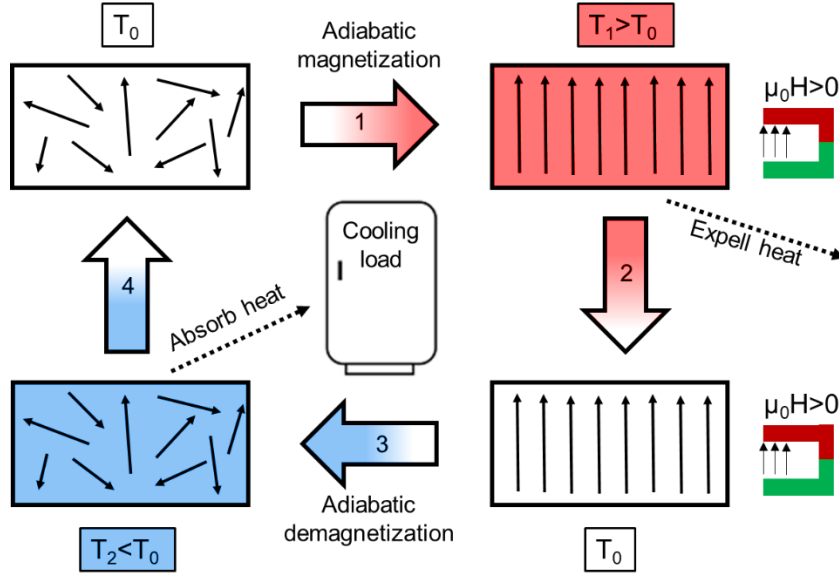 T₀
Adiabatic
magnetization
T₁>T₀
1
μ₀H>0
Cooling
load
Expell heat
2
4
Absorb heat
3
μ₀H>0
Adiabatic
demagnetization
T₂<T₀
T₀